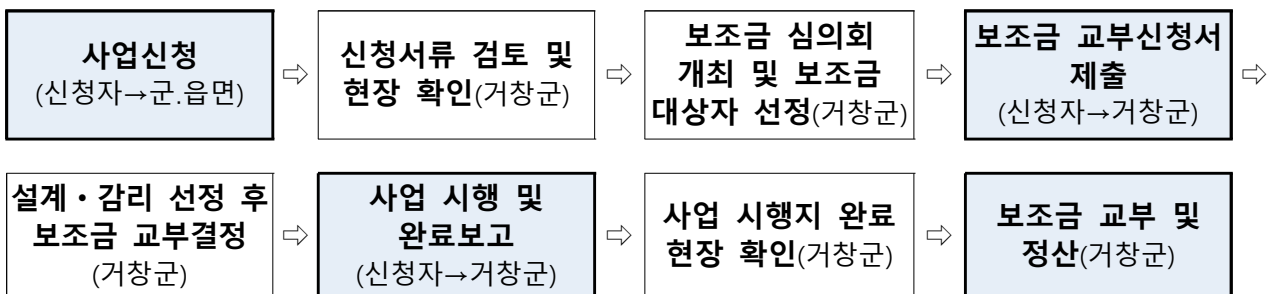 사업신청
(신청자→군.읍면)
⇨
신청서류 검토 및
현장 확인(거창군)
⇨
보조금 심의회
개최 및 보조금
대상자 선정(거창군)
⇨
보조금 교부신청서
제출
(신청자→거창군)
⇨
설계・감리 선정 후
보조금 교부결정
(거창군)
⇨
사업 시행 및
완료보고
(신청자→거창군)
⇨
사업 시행지 완료
현장 확인(거창군)
⇨
보조금 교부 및
정산(거창군)